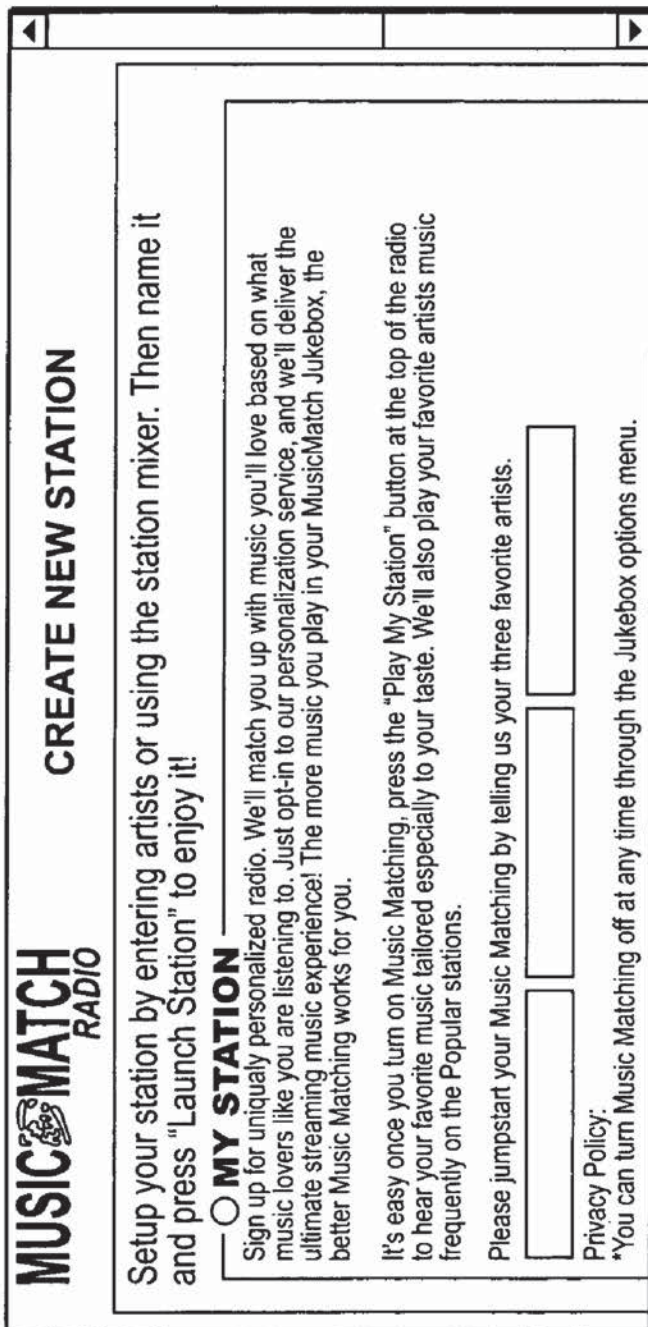 MUSICMATCH
RADIO
CREATE NEW STATION
Setup your station by entering artists or using the station mixer. Then name it
and press “Launch Station” to enjoy it!
MY STATION
Sign up for uniqualy personalized radio. We'll match you up with music you'll love based on what
music lovers like you are listening to. Just opt-in to our personalization service, and we'll deliver the
ultimate streaming music experience! The more music you play in your MusicMatch Jukebox, the
better Music Matching works for you.
It's easy once you turn on Music Matching, press the “Play My Station” button at the top of the radio
to hear your favorite music tailored especially to your taste. We'll also play your favorite artists music
frequently on the Popular stations.
Please jumpstart your Music Matching by telling us your three favorite artists.
Privacy Policy:
*You can turn Music Matching off at any time through the Jukebox options menu.